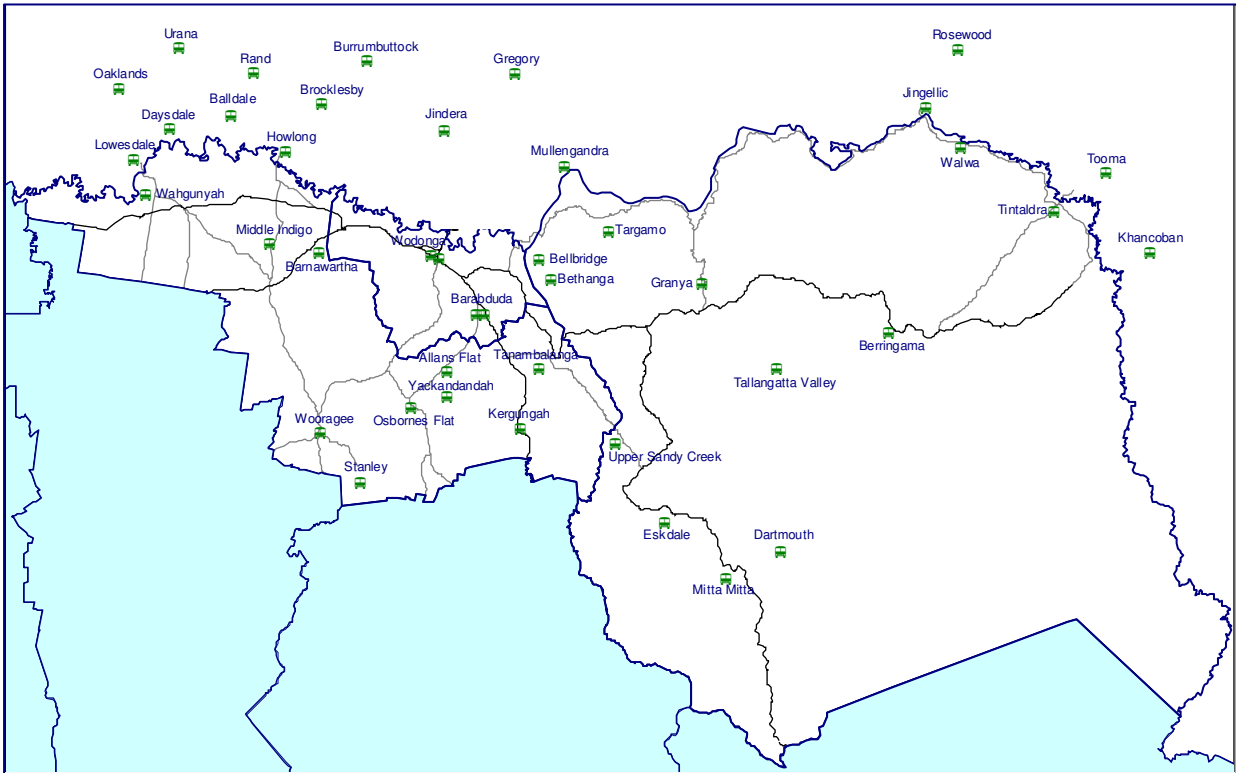 Urana
Rosewood
Burrumbuttock
Rand
Gregory
Oaklands
Brocklesby
Jingellic
Balldale
Daysdale
Jindera
Howlong
Lowesdale
Walwa
Mullengandra
Tooma
Wahgunyah
Tintaldra
Middle Indigo
Targamo
Wodonga
Khancoban
Barnawartha
Bellbridge
Bethanga
Granya
Barabduda
Berringama
Allans Flat
Tanambalanga
Tallangatta Valley
Yackandandah
Wooragee
Osbornes Flat
Kergungah
Upper Sandy Creek
Stanley
Eskdale
Dartmouth
Mitta Mitta